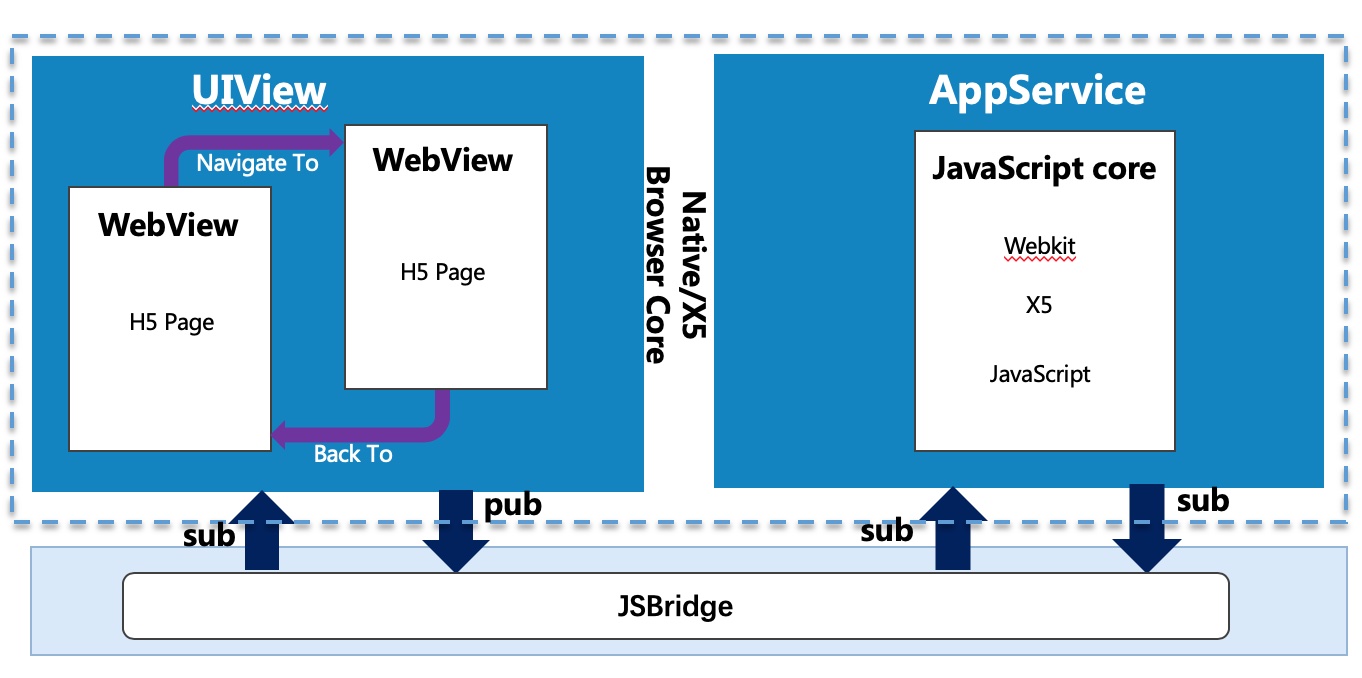 UIView
Navigate To
WebView
H5 Page
WebView
H5 Page
Back To
Native/X5
Browser Core
AppService
JavaScript core
Webkit
X5
JavaScript
sub
pub
sub
sub
JSBridge